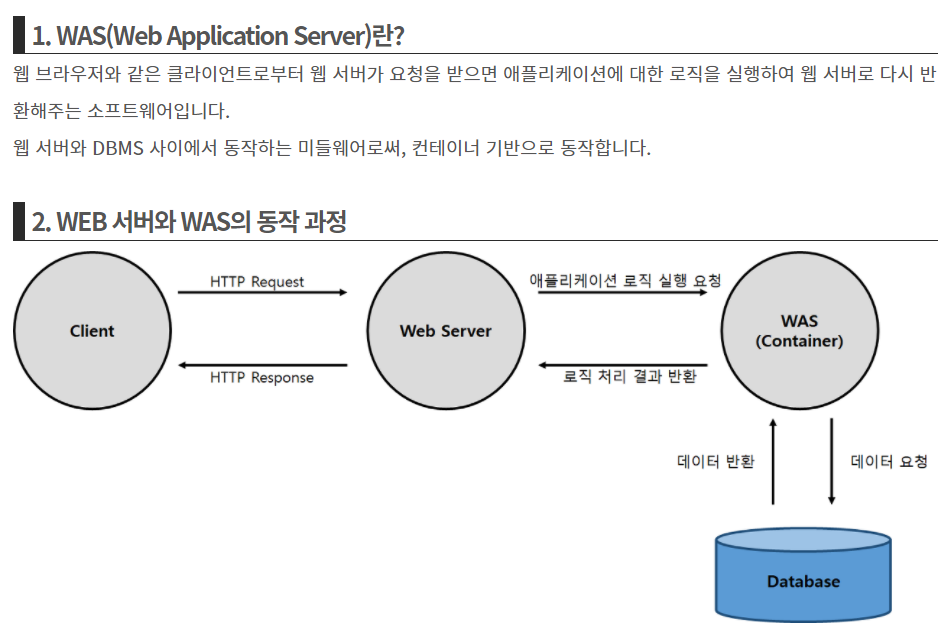 1. WAS(Web Application Server)란?
웹 브라우저와 같은 클라이언트로부터 웹 서버가 요청을 받으면 애플리케이션에 대한 로직을 실행하여 웹 서버로 다시 반
환해주는 소프트웨어입니다.
웹 서버와 DBMS 사이에서 동작하는 미들웨어로써, 컨테이너 기반으로 동작합니다.
2. WEB 서버와 WAS의 동작 과정
HTTP Request
애플리케이션 로직 실행 요청
Client
Web Server
WAS
(Container)
HTTP Response
로직 처리 결과 반환
데이터 반환
데이터 요청
Database